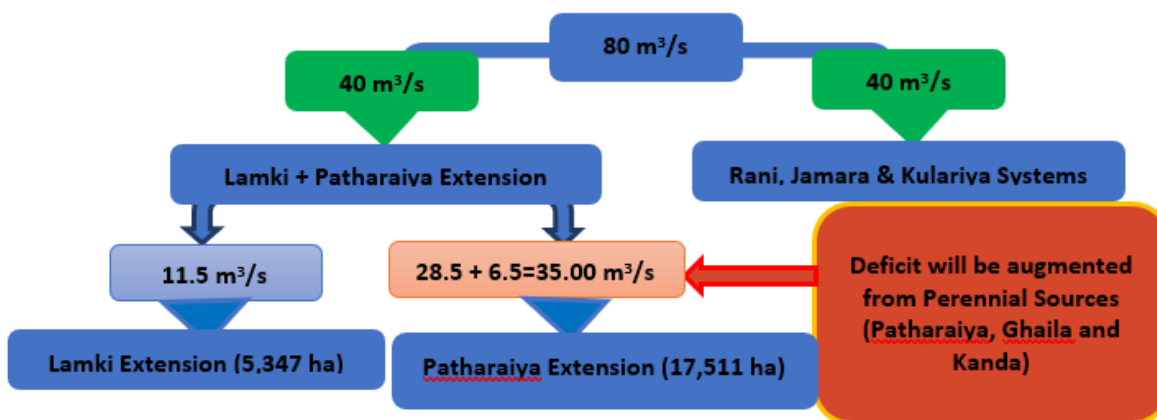 80 m³/s
40 m³/s
40 m³/s
Lamki + Patharaiya Extension
Rani, Jamara & Kulariya Systems
11.5 m³/s
28.5 + 6.5=35.00 m³/s
Deficit will be augmented
from Perennial Sources
(Patharaiya, Ghaila and
Kanda)
Lamki Extension (5,347 ha)
Patharaiya Extension (17,511 ha)